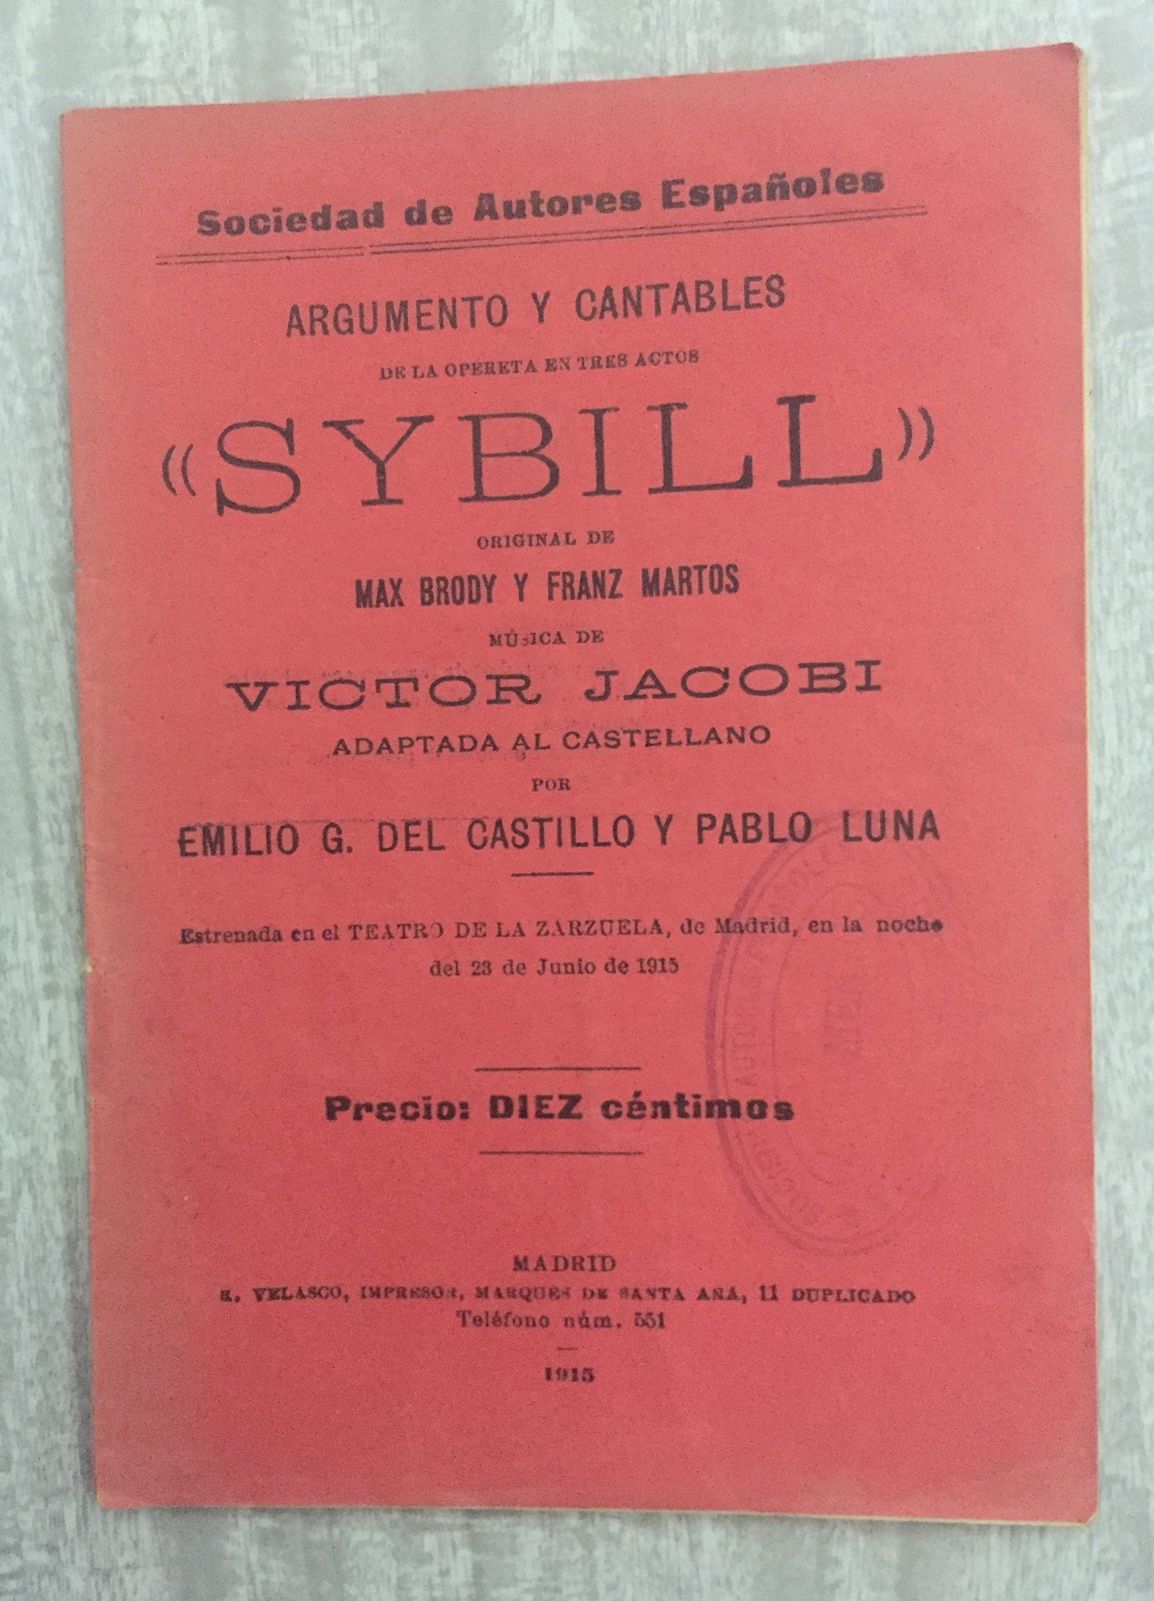 Sociedad de Autores Españoles
ARGUMENTO Y CANTABLES
DE LA OPERETA EN TRES ACTOS
«SYBILL»
ORIGINAL DE
MAX BRODY Y FRANZ MARTOS
MÚSICA DE
VICTOR JACOBI
ADAPTADA AL CASTELLANO
POR
EMILIO G. DEL CASTILLO Y PABLO LUNA
Estrenada en el TEATRO DE LA ZARZUELA, de Madrid, en la noche
del 23 de Junio de 1915
Precio: DIEZ céntimos
MADRID
R. VELASCO, IMPRESOR, MARQUES DE SANTA ANA, 11 DUPLICADO
Teléfono núm. 551
1915
AUTORES